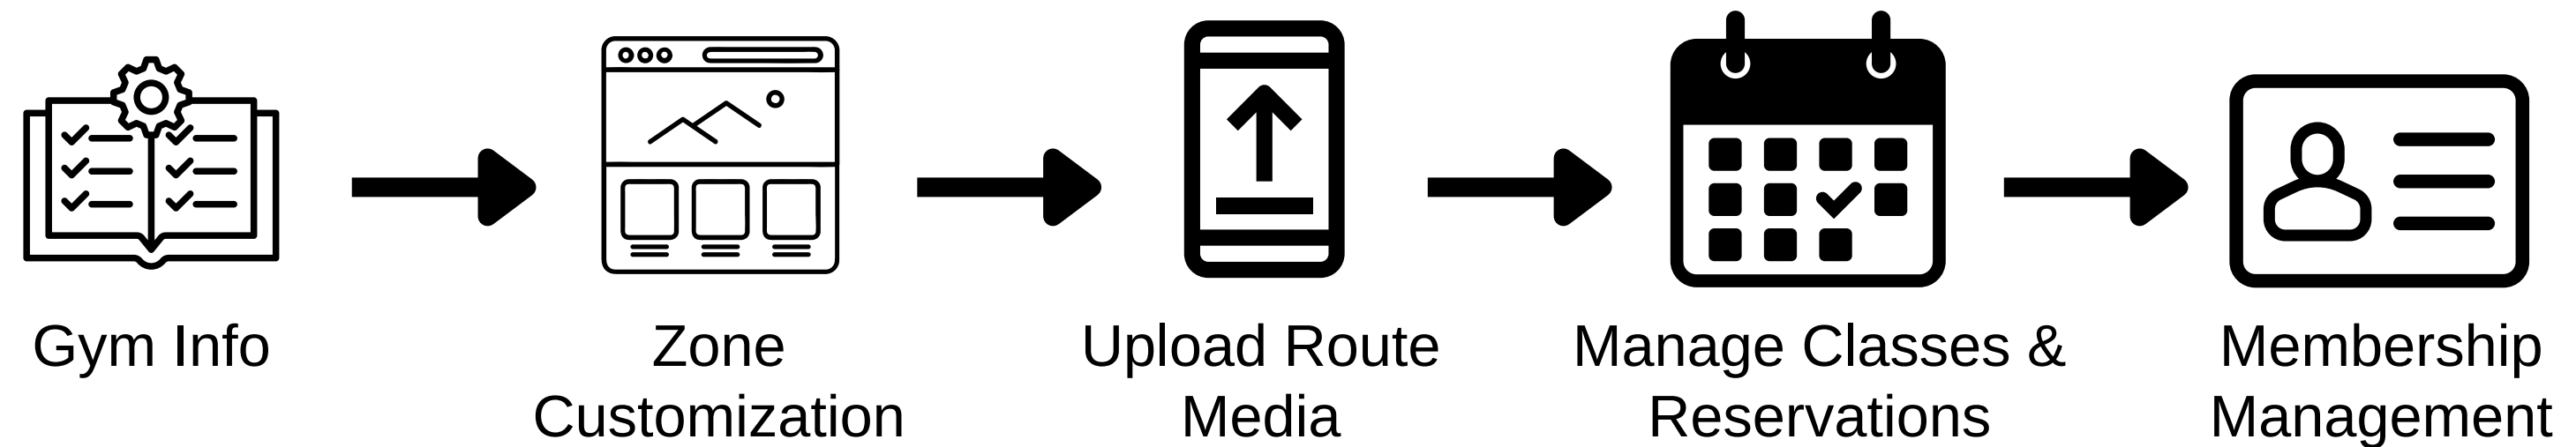 Gym Info
Zone
Customization
Upload Route
Media
Manage Classes &
Reservations
Membership
Management